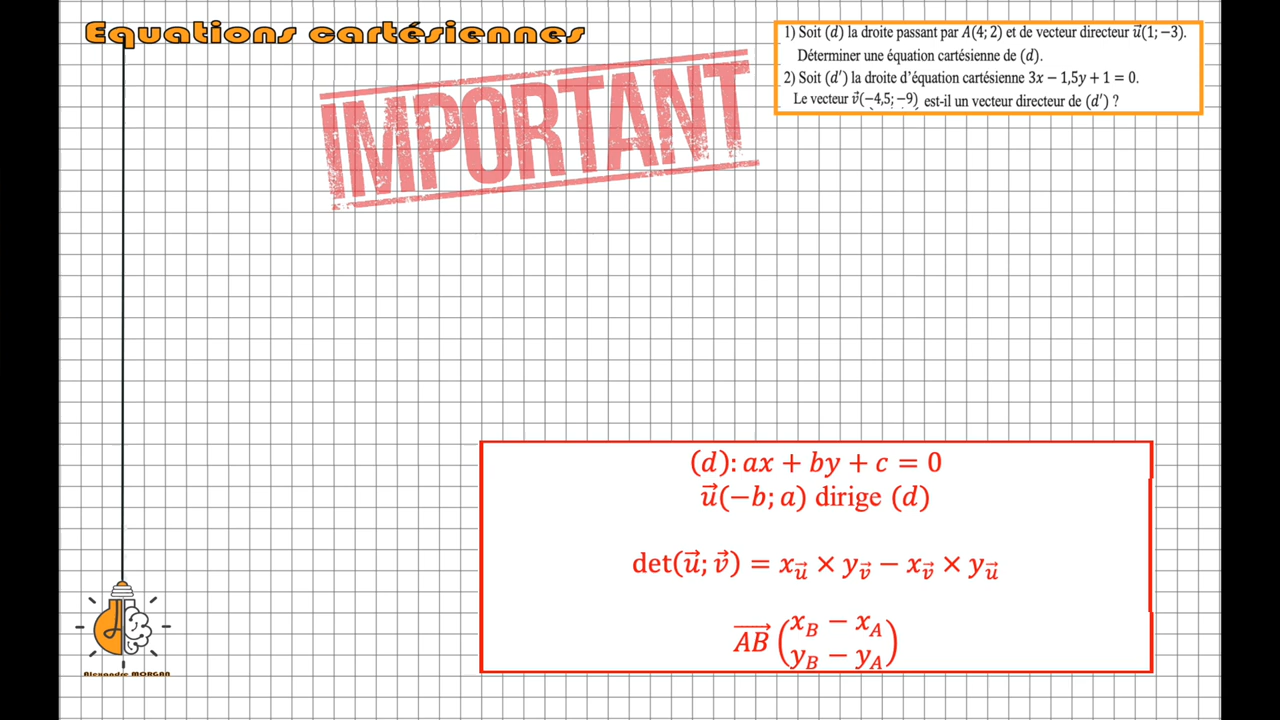 Equations cartésiennes
1) Soit (d) la droite passant par A(4; 2) et de vecteur directeur u⃗(1; −3).
Déterminer une équation cartésienne de (d).
2) Soit (d′) la droite d'équation cartésienne 3x − 1,5y + 1 = 0.
Le vecteur v⃗(−4,5; −9) est-il un vecteur directeur de (d′) ?
IMPORTANT
(d): ax + by + c = 0
u⃗(−b; a) dirige (d)
det(u⃗; v⃗) = x_u⃗ × y_v⃗ − x_v⃗ × y_u⃗
AB⃗ (x_B − x_A
y_B − y_A)
Alexandre MORGAN